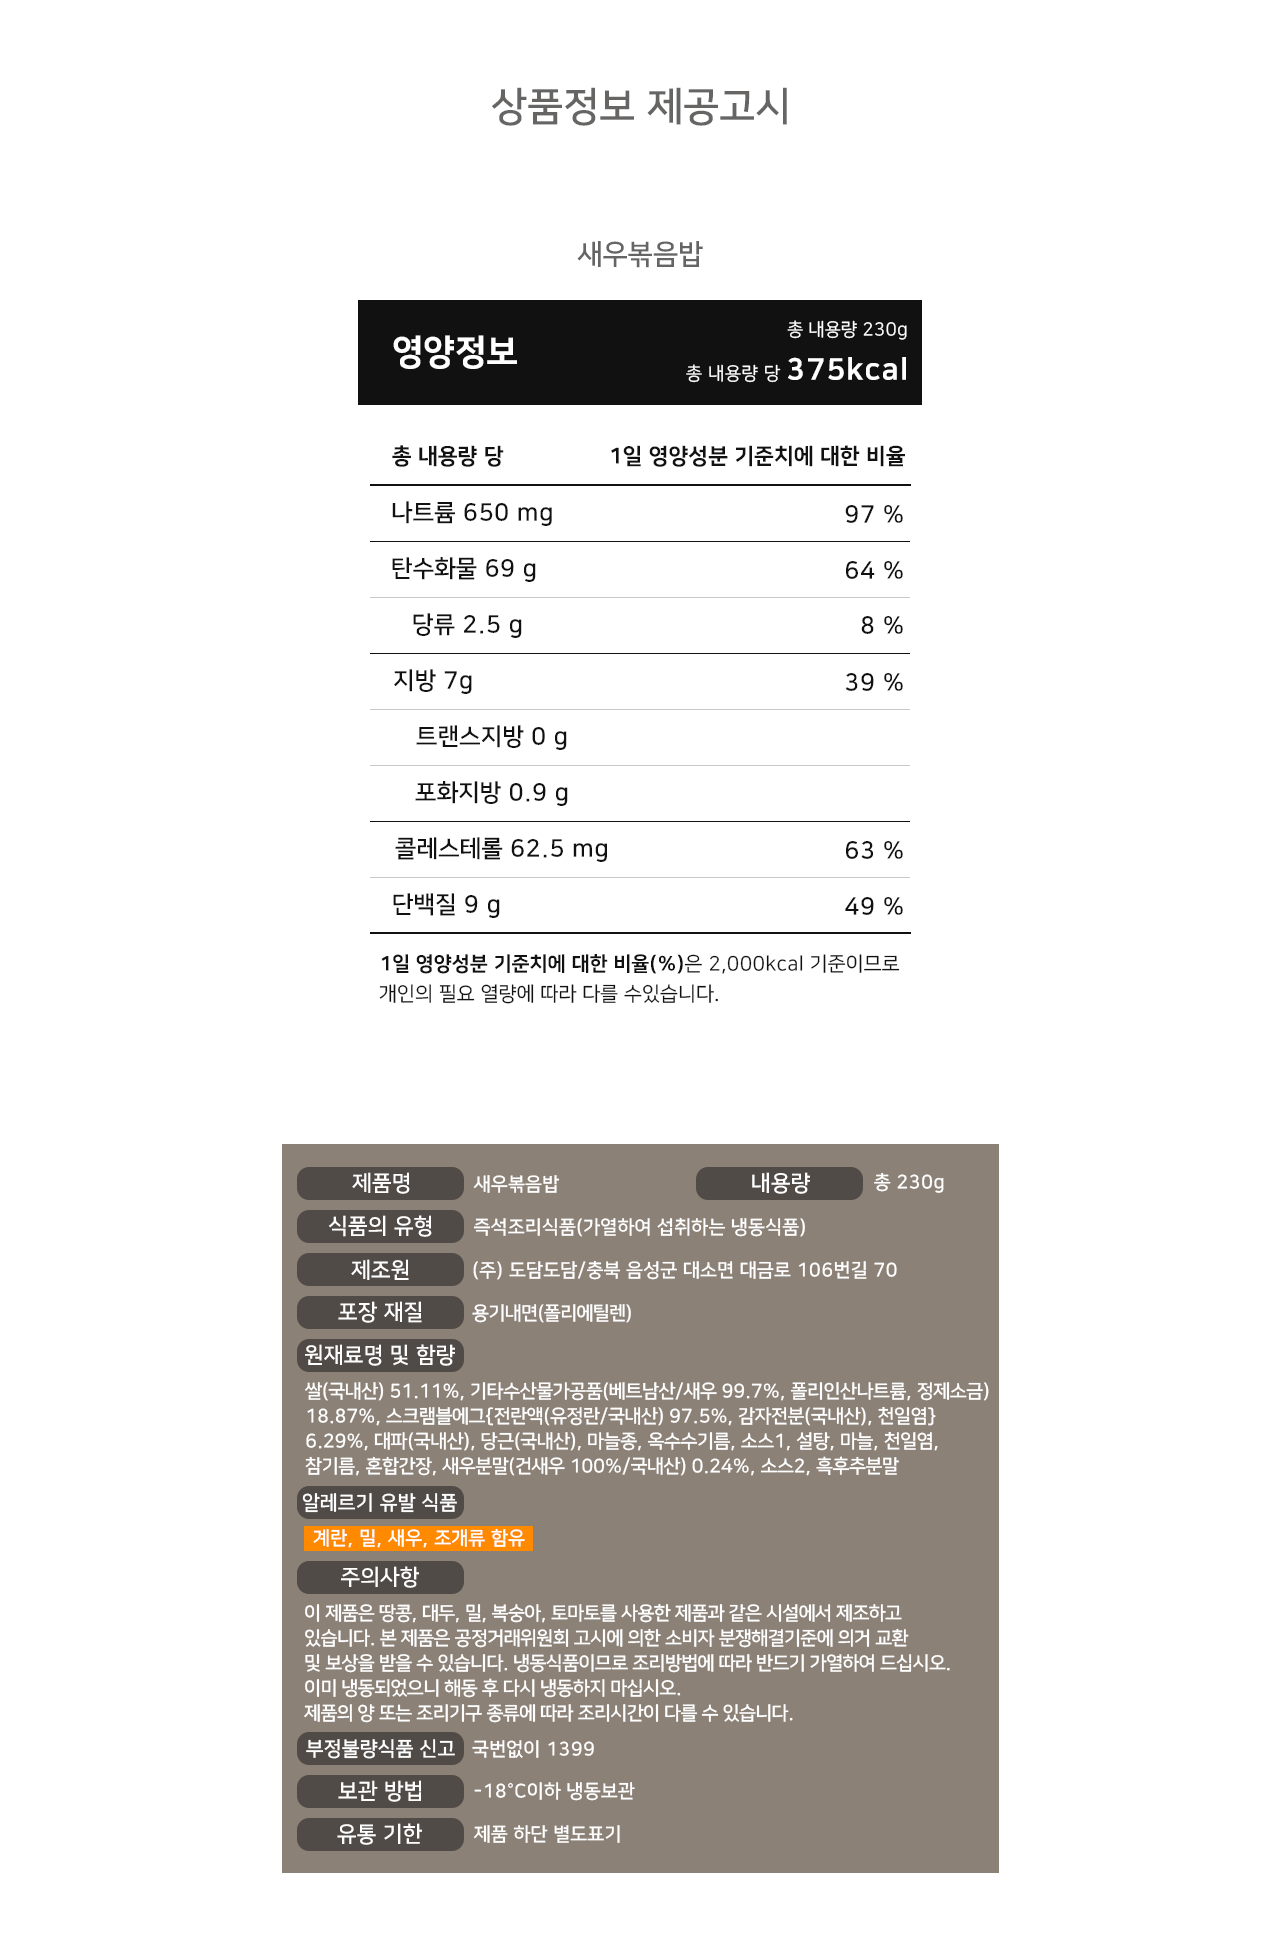 상품정보 제공고시
새우볶음밥
영양정보
총 내용량 230g
총 내용량 당 375kcal
총 내용량 당 1일 영양성분 기준치에 대한 비율
나트륨 650 mg 97 %
탄수화물 69 g 64 %
당류 2.5 g 8 %
지방 7g 39 %
트랜스지방 0 g
포화지방 0.9 g
콜레스테롤 62.5 mg 63 %
단백질 9 g 49 %
1일 영양성분 기준치에 대한 비율(%)은 2,000kcal 기준이므로
개인의 필요 열량에 따라 다를 수있습니다.
제품명 새우볶음밥 내용량 총 230g
식품의 유형 즉석조리식품(가열하여 섭취하는 냉동식품)
제조원 (주) 도담도담/충북 음성군 대소면 대금로 106번길 70
포장 재질 용기내면(폴리에틸렌)
원재료명 및 함량
쌀(국내산) 51.11%, 기타수산물가공품(베트남산/새우 99.7%, 폴리인산나트륨, 정제소금)
18.87%, 스크램블에그{전란액(유정란/국내산) 97.5%, 감자전분(국내산), 천일염}
6.29%, 대파(국내산), 당근(국내산), 마늘종, 옥수수기름, 소스1, 설탕, 마늘, 천일염,
참기름, 혼합간장, 새우분말(건새우 100%/국내산) 0.24%, 소스2, 흑후추분말
알레르기 유발 식품
계란, 밀, 새우, 조개류 함유
주의사항
이 제품은 땅콩, 대두, 밀, 복숭아, 토마토를 사용한 제품과 같은 시설에서 제조하고
있습니다. 본 제품은 공정거래위원회 고시에 의한 소비자 분쟁해결기준에 의거 교환
및 보상을 받을 수 있습니다. 냉동식품이므로 조리방법에 따라 반드기 가열하여 드십시오.
이미 냉동되었으니 해동 후 다시 냉동하지 마십시오.
제품의 양 또는 조리기구 종류에 따라 조리시간이 다를 수 있습니다.
부정불량식품 신고 국번없이 1399
보관 방법 -18°C이하 냉동보관
유통 기한 제품 하단 별도표기